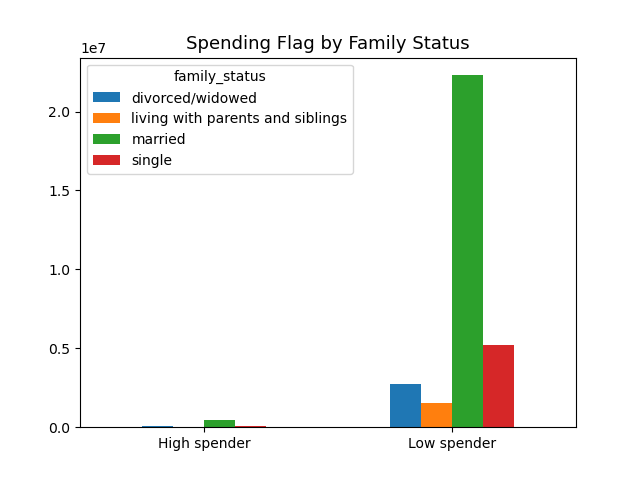 Spending Flag by Family Status
1e7
family_status
divorced/widowed
living with parents and siblings
married
single
2.0
1.5
1.0
0.5
0.0
High spender
Low spender